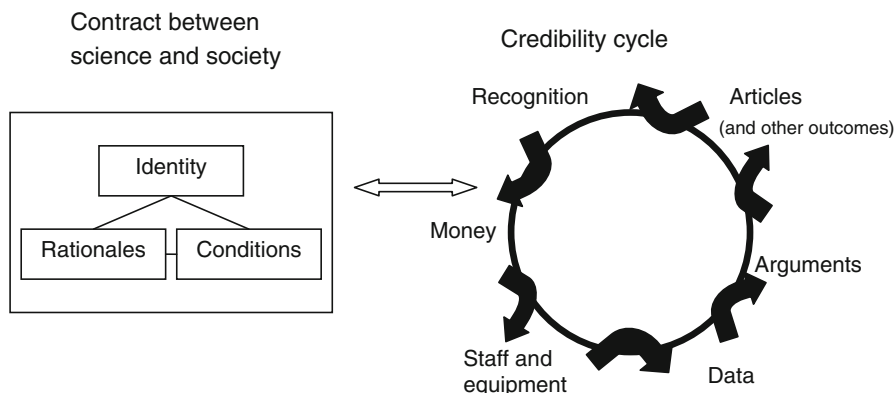 Contract between
science and society
Identity
Rationales
Conditions
Credibility cycle
Recognition
Articles
(and other outcomes)
Money
Arguments
Staff and
equipment
Data